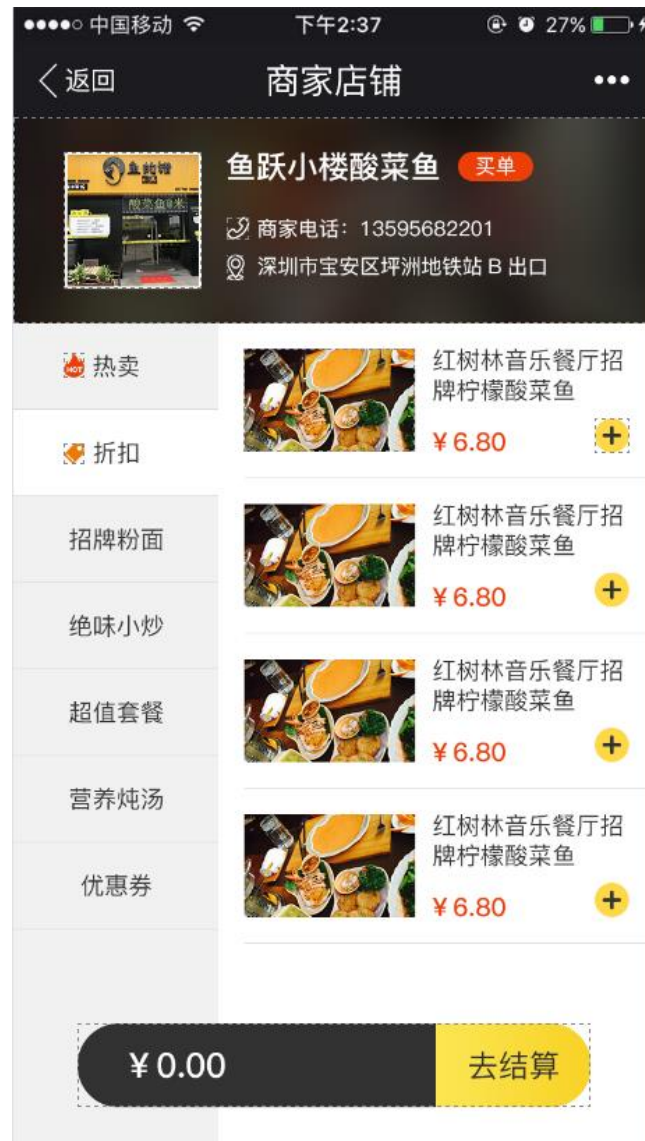 中国移动
下午2:37
27%
返回
商家店铺
鱼跃小楼酸菜鱼
买单
商家电话：13595682201
深圳市宝安区坪洲地铁站 B 出口
HOT 热卖
折扣
招牌粉面
绝味小炒
超值套餐
营养炖汤
优惠券
红树林音乐餐厅招
牌柠檬酸菜鱼
¥ 6.80
红树林音乐餐厅招
牌柠檬酸菜鱼
¥ 6.80
红树林音乐餐厅招
牌柠檬酸菜鱼
¥ 6.80
红树林音乐餐厅招
牌柠檬酸菜鱼
¥ 6.80
¥ 0.00
去结算